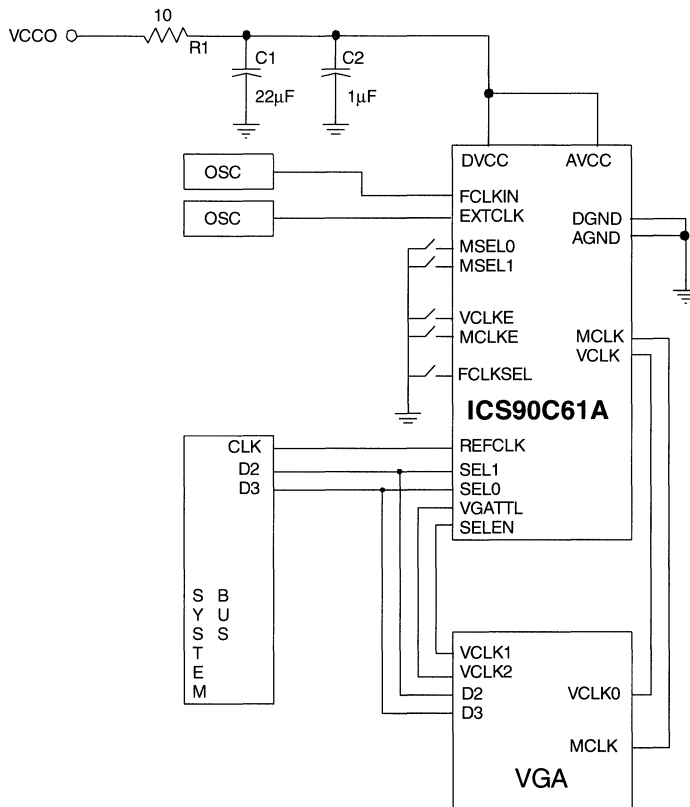 10
VCCO
R1
C1
C2
22µF
1µF
DVCC AVCC
OSC
FCLKIN
OSC
EXTCLK
DGND
AGND
MSEL0
MSEL1
VCLKE
MCLKE
MCLK
VCLK
FCLKSEL
ICS90C61A
CLK
REFCLK
D2
SEL1
D3
SEL0
VGATTL
SELEN
SYSTEM
BUS
VCLK1
VCLK2
D2
VCLK0
D3
MCLK
VGA